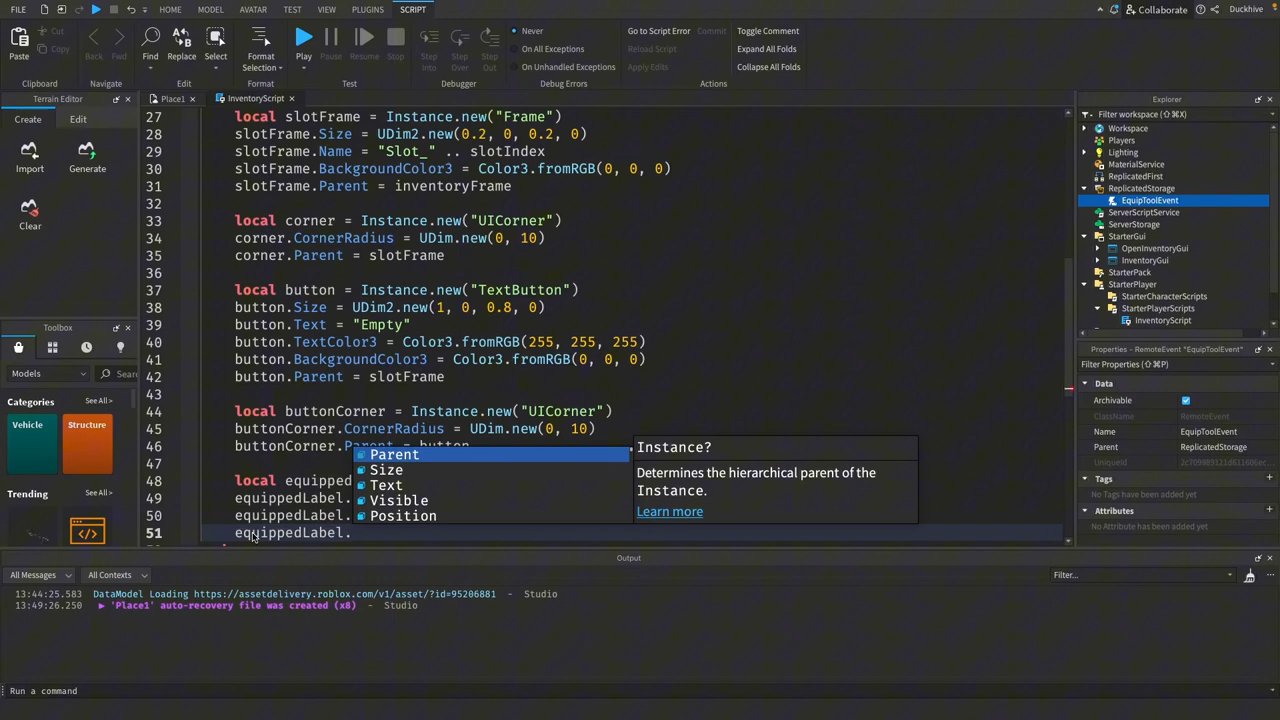 FILE
HOME
MODEL
AVATAR
TEST
VIEW
PLUGINS
SCRIPT
Collaborate
Duckhive
Paste
Cut
Copy
Back
Fwd
Find
Replace
Select
Format
Selection
Play
Pause
Resume
Stop
Step
Into
Step
Over
Step
Out
Never
On All Exceptions
On Unhandled Exceptions
Go to Script Error
Reload Script
Apply Edits
Toggle Comment
Expand All Folds
Collapse All Folds
Clipboard
Navigate
Edit
Format
Test
Debugger
Debug Errors
Actions
Terrain Editor
Create
Edit
Import
Generate
Clear
Toolbox
Models
Categories
See All >
Vehicle
Structure
Trending
See All >
Place1
InventoryScript
27 local slotFrame = Instance.new("Frame")
28 slotFrame.Size = UDim2.new(0.2, 0, 0.2, 0)
29 slotFrame.Name = "Slot_" .. slotIndex
30 slotFrame.BackgroundColor3 = Color3.fromRGB(0, 0, 0)
31 slotFrame.Parent = inventoryFrame
32
33 local corner = Instance.new("UICorner")
34 corner.CornerRadius = UDim.new(0, 10)
35 corner.Parent = slotFrame
36
37 local button = Instance.new("TextButton")
38 button.Size = UDim2.new(1, 0, 0.8, 0)
39 button.Text = "Empty"
40 button.TextColor3 = Color3.fromRGB(255, 255, 255)
41 button.BackgroundColor3 = Color3.fromRGB(0, 0, 0)
42 button.Parent = slotFrame
43
44 local buttonCorner = Instance.new("UICorner")
45 buttonCorner.CornerRadius = UDim.new(0, 10)
46 buttonCorner.Parent = button
47
48 local equipped
49 equippedLabel.
50 equippedLabel.
51 equippedLabel.
Parent
Size
Text
Visible
Position
Instance?
Determines the hierarchical parent of the
Instance.
Learn more
Explorer
Filter workspace (⇧⌘X)
Workspace
Players
Lighting
MaterialService
ReplicatedFirst
ReplicatedStorage
EquipToolEvent
ServerScriptService
ServerStorage
StarterGui
OpenInventoryGui
InventoryGui
StarterPack
StarterPlayer
StarterCharacterScripts
StarterPlayerScripts
InventoryScript
Properties - RemoteEvent "EquipToolEvent"
Filter Properties (⇧⌘P)
Data
Archivable
ClassName RemoteEvent
Name EquipToolEvent
Parent ReplicatedStorage
UniqueId
Tags
No Tags have been added yet
Attributes
No Attribute has been added yet
Output
All Messages
All Contexts
Filter...
13:44:25.583 DataModel Loading https://assetdelivery.roblox.com/v1/asset/?id=95206881 - Studio
13:49:26.250 ▶ 'Place1' auto-recovery file was created (x8) - Studio
Run a command